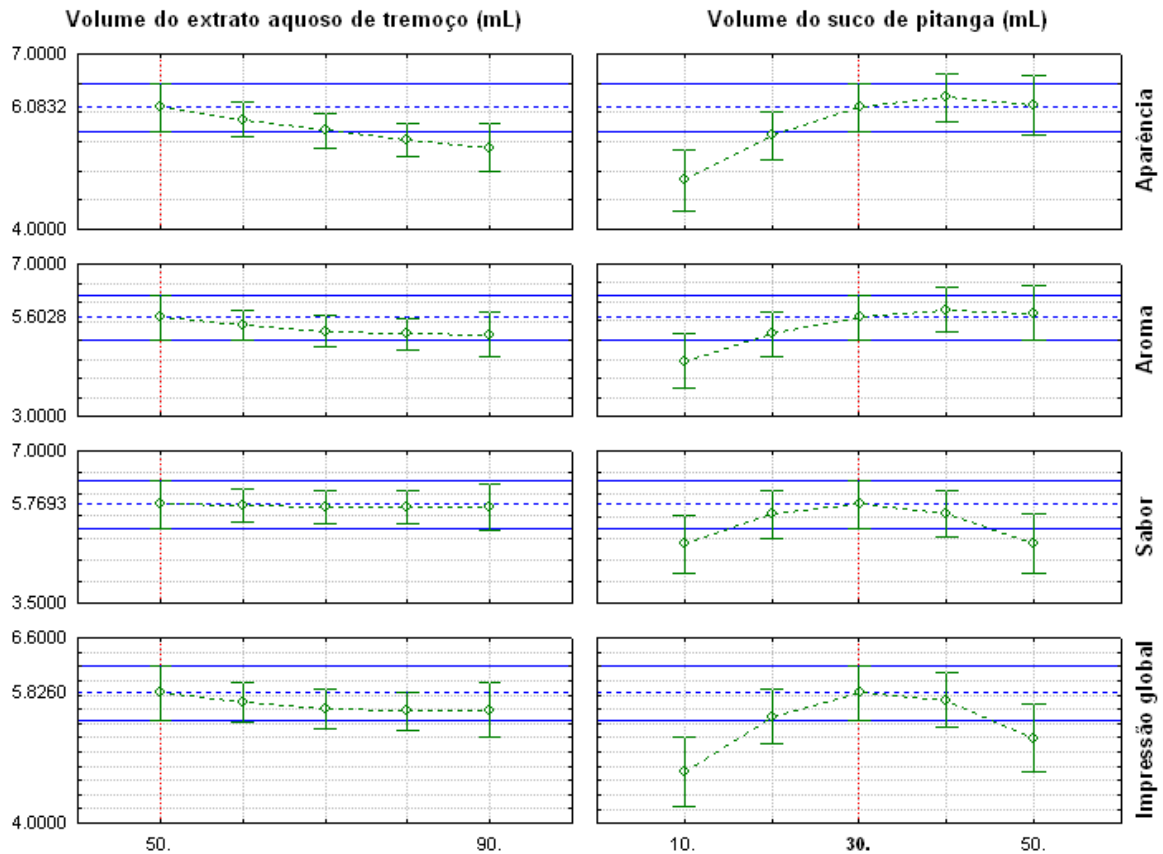 Volume do extrato aquoso de tremoço (mL)
Volume do suco de pitanga (mL)
7.0000
6.0832
4.0000
Aparência
7.0000
5.6028
3.0000
Aroma
7.0000
5.7693
3.5000
Sabor
6.6000
5.8260
4.0000
Impressão global
50.
90.
10.
30.
50.